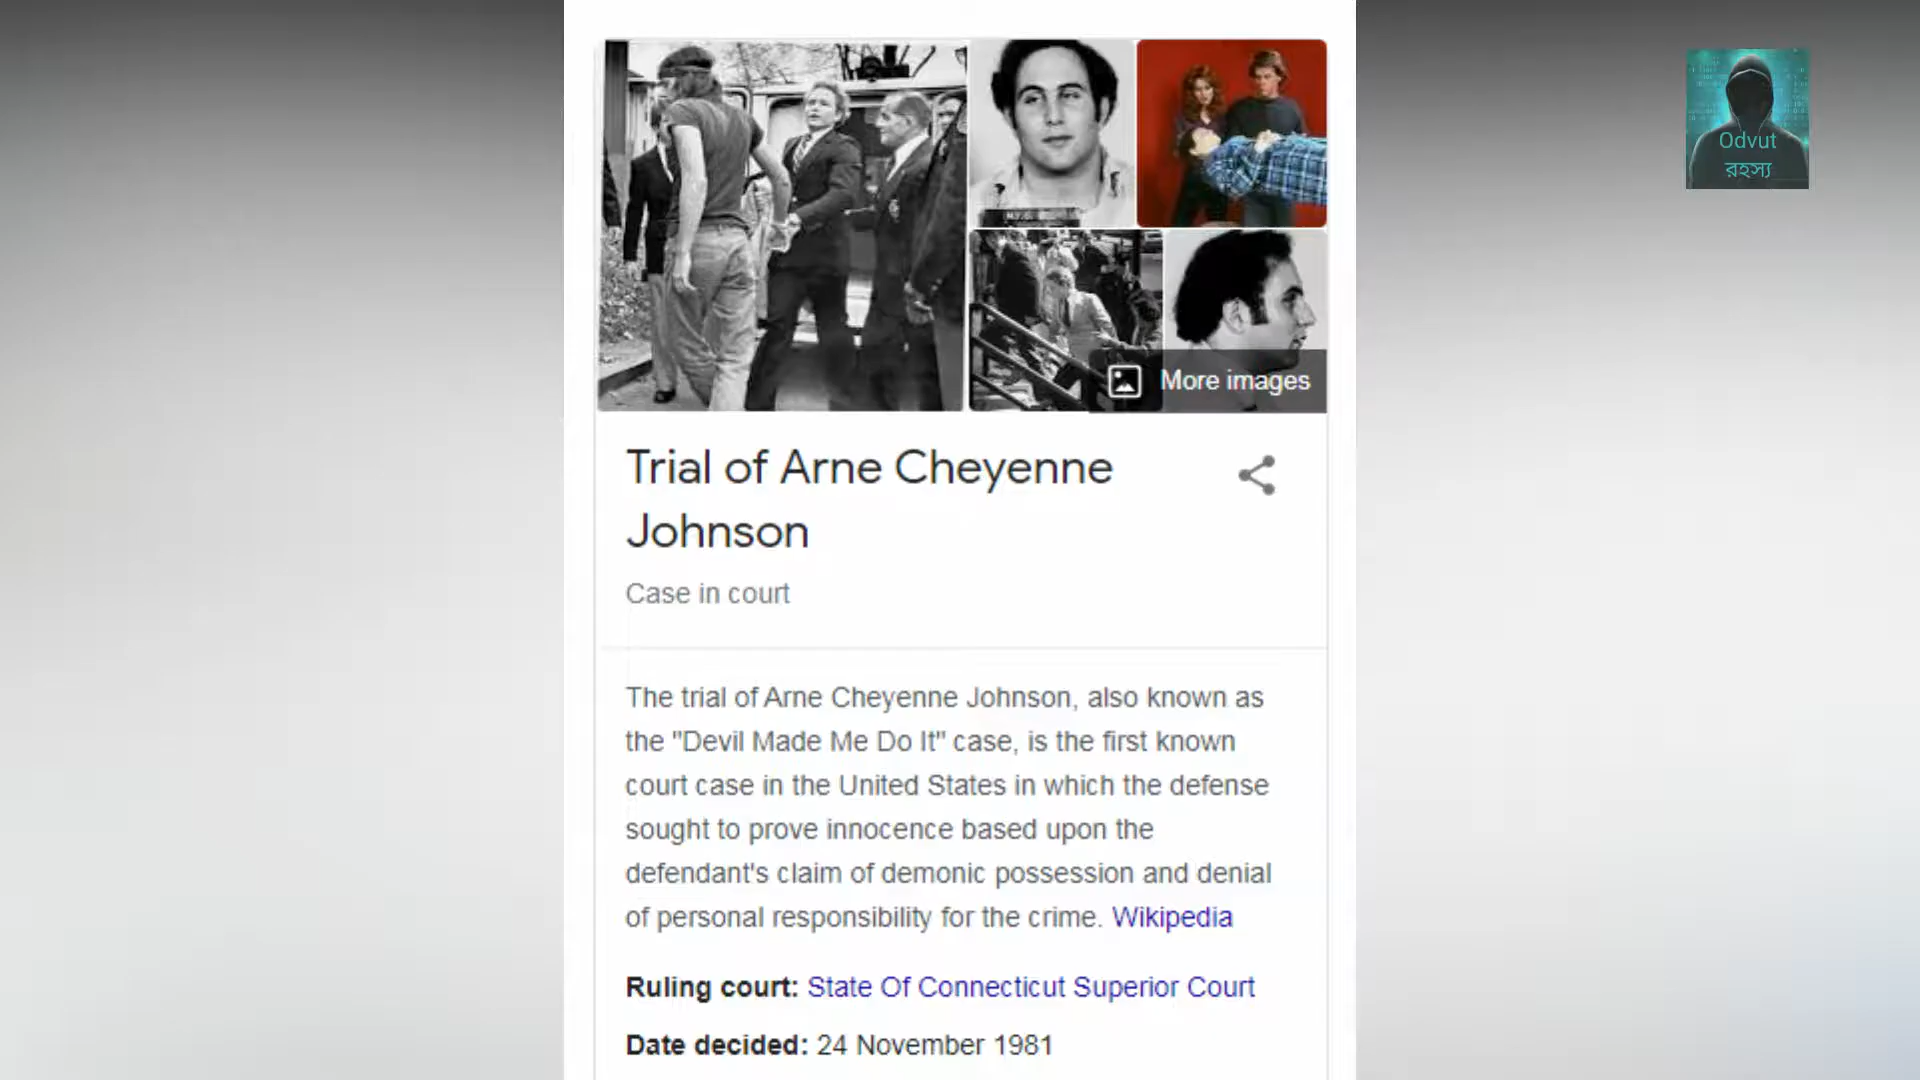 Odvut
রহস্য
More images
Trial of Arne Cheyenne
Johnson
Case in court
The trial of Arne Cheyenne Johnson, also known as
the "Devil Made Me Do It" case, is the first known
court case in the United States in which the defense
sought to prove innocence based upon the
defendant's claim of demonic possession and denial
of personal responsibility for the crime. Wikipedia
Ruling court: State Of Connecticut Superior Court
Date decided: 24 November 1981